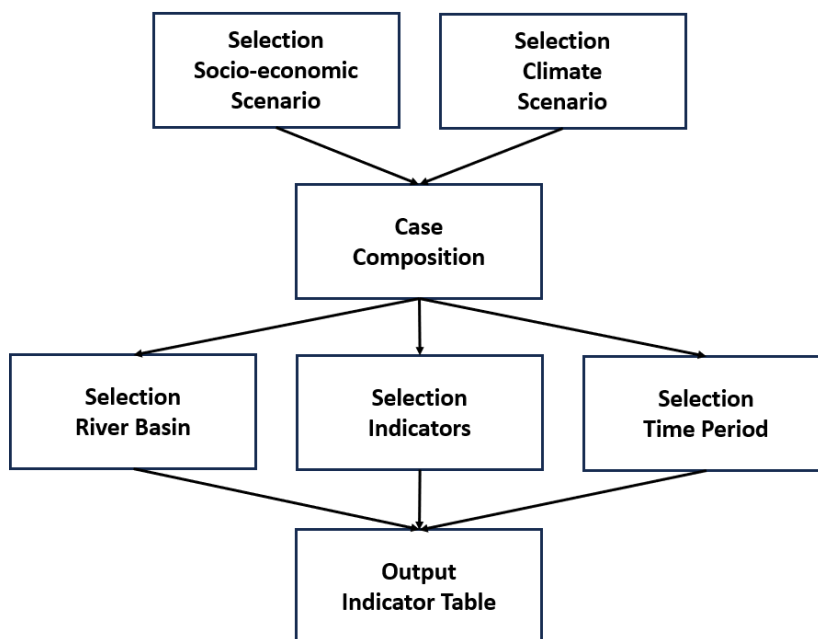 Selection
Socio-economic
Scenario
Selection
Climate
Scenario
Case
Composition
Selection
River Basin
Selection
Indicators
Selection
Time Period
Output
Indicator Table